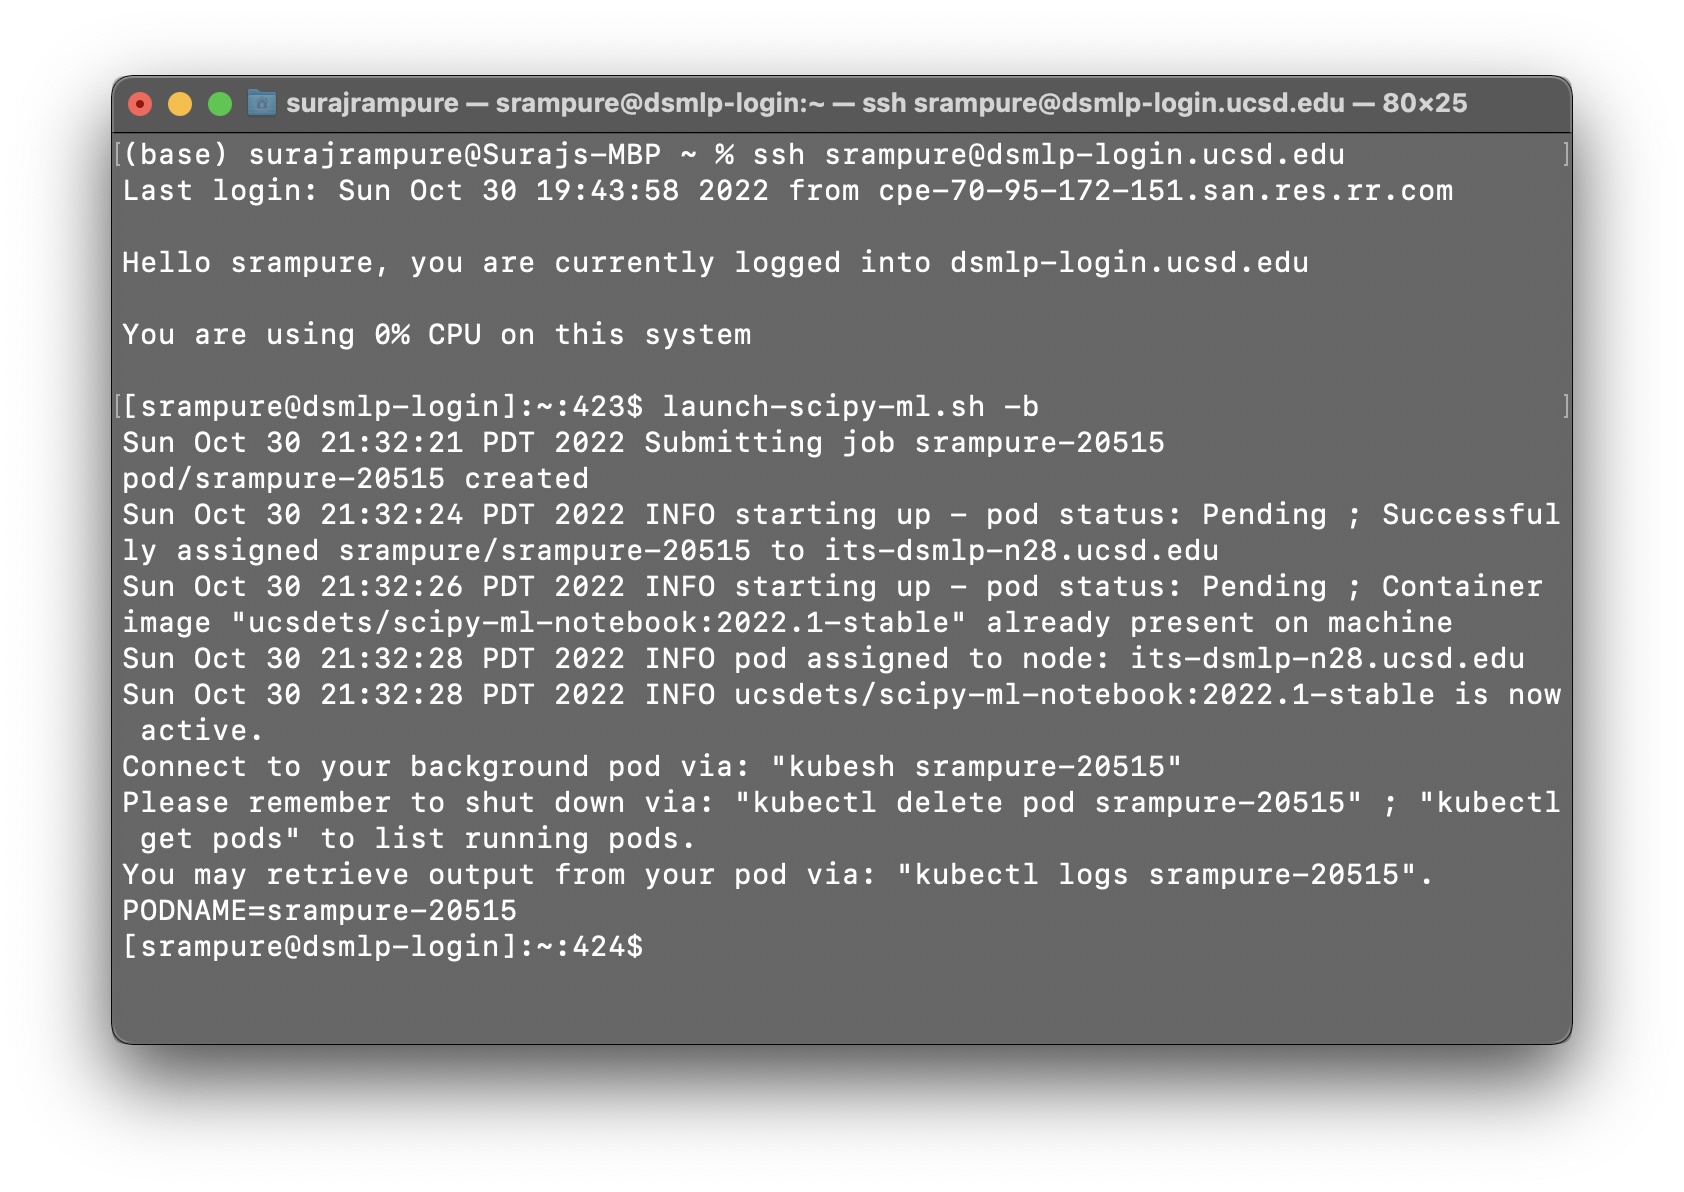 surajrampure — srampure@dsmlp-login:~ — ssh srampure@dsmlp-login.ucsd.edu — 80×25
(base) surajrampure@Surajs-MBP ~ % ssh srampure@dsmlp-login.ucsd.edu
Last login: Sun Oct 30 19:43:58 2022 from cpe-70-95-172-151.san.res.rr.com
Hello srampure, you are currently logged into dsmlp-login.ucsd.edu
You are using 0% CPU on this system
[srampure@dsmlp-login]:~:423$ launch-scipy-ml.sh -b
Sun Oct 30 21:32:21 PDT 2022 Submitting job srampure-20515
pod/srampure-20515 created
Sun Oct 30 21:32:24 PDT 2022 INFO starting up - pod status: Pending ; Successful
ly assigned srampure/srampure-20515 to its-dsmlp-n28.ucsd.edu
Sun Oct 30 21:32:26 PDT 2022 INFO starting up - pod status: Pending ; Container
image "ucsdets/scipy-ml-notebook:2022.1-stable" already present on machine
Sun Oct 30 21:32:28 PDT 2022 INFO pod assigned to node: its-dsmlp-n28.ucsd.edu
Sun Oct 30 21:32:28 PDT 2022 INFO ucsdets/scipy-ml-notebook:2022.1-stable is now
 active.
Connect to your background pod via: "kubesh srampure-20515"
Please remember to shut down via: "kubectl delete pod srampure-20515" ; "kubectl
 get pods" to list running pods.
You may retrieve output from your pod via: "kubectl logs srampure-20515".
PODNAME=srampure-20515
[srampure@dsmlp-login]:~:424$